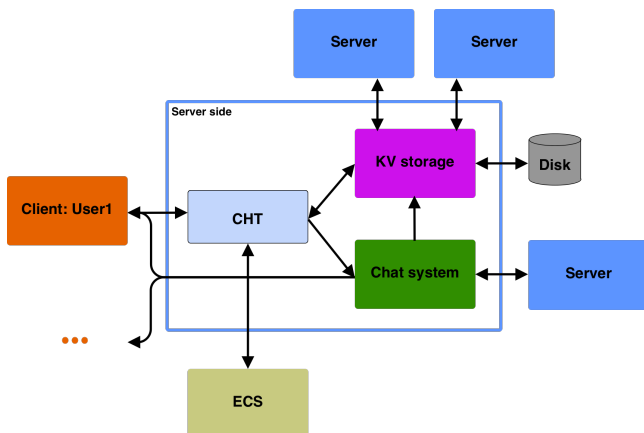 Server
Server
Server side
KV storage
Disk
Client: User1
CHT
Chat system
Server
ECS